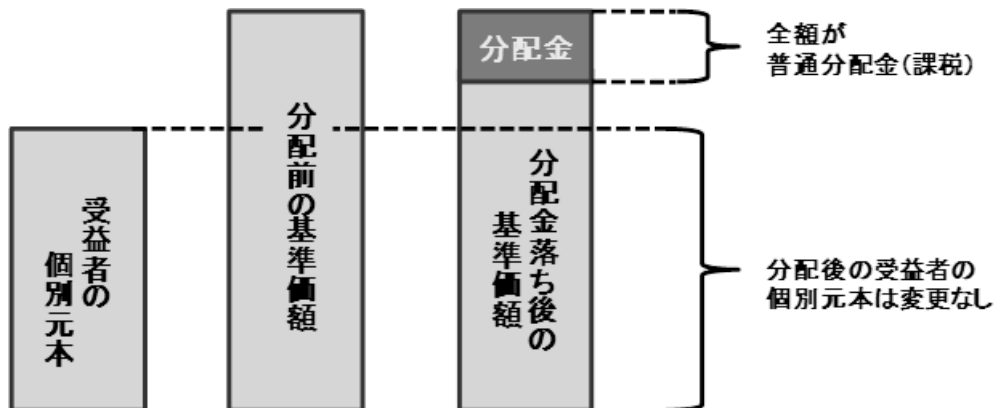 受益者の
個別元本
分配前の基準価額
分配金
分配金落ち後の
基準価額
全額が
普通分配金(課税)
分配後の受益者の
個別元本は変更なし